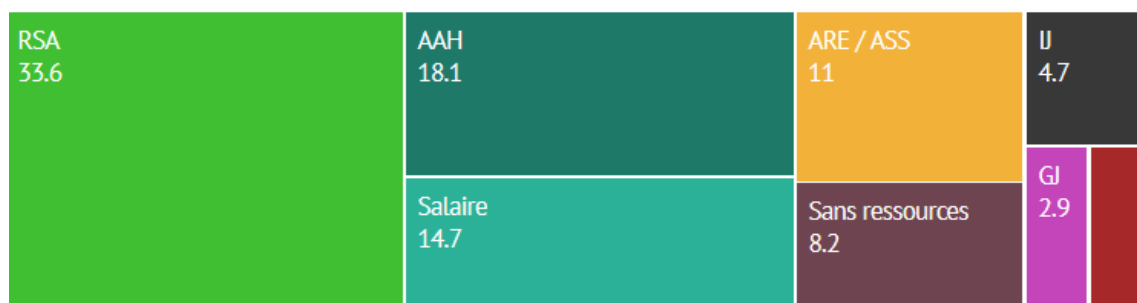 RSA
33.6
AAH
18.1
Salaire
14.7
ARE / ASS
11
Sans ressources
8.2
IJ
4.7
GJ
2.9